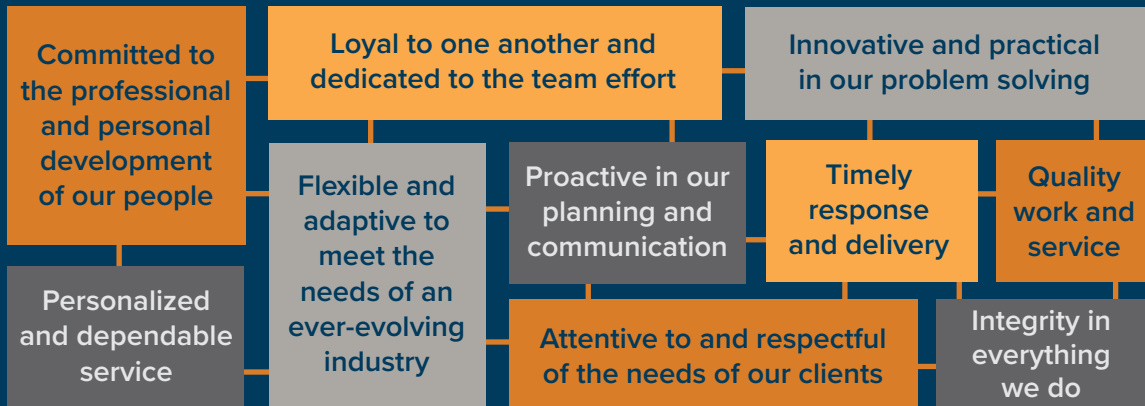 Committed to
the professional
and personal
development
of our people
Loyal to one another and
dedicated to the team effort
Innovative and practical
in our problem solving
Flexible and
adaptive to
meet the
needs of an
ever-evolving
industry
Proactive in our
planning and
communication
Timely
response
and delivery
Quality
work and
service
Personalized
and dependable
service
Attentive to and respectful
of the needs of our clients
Integrity in
everything
we do